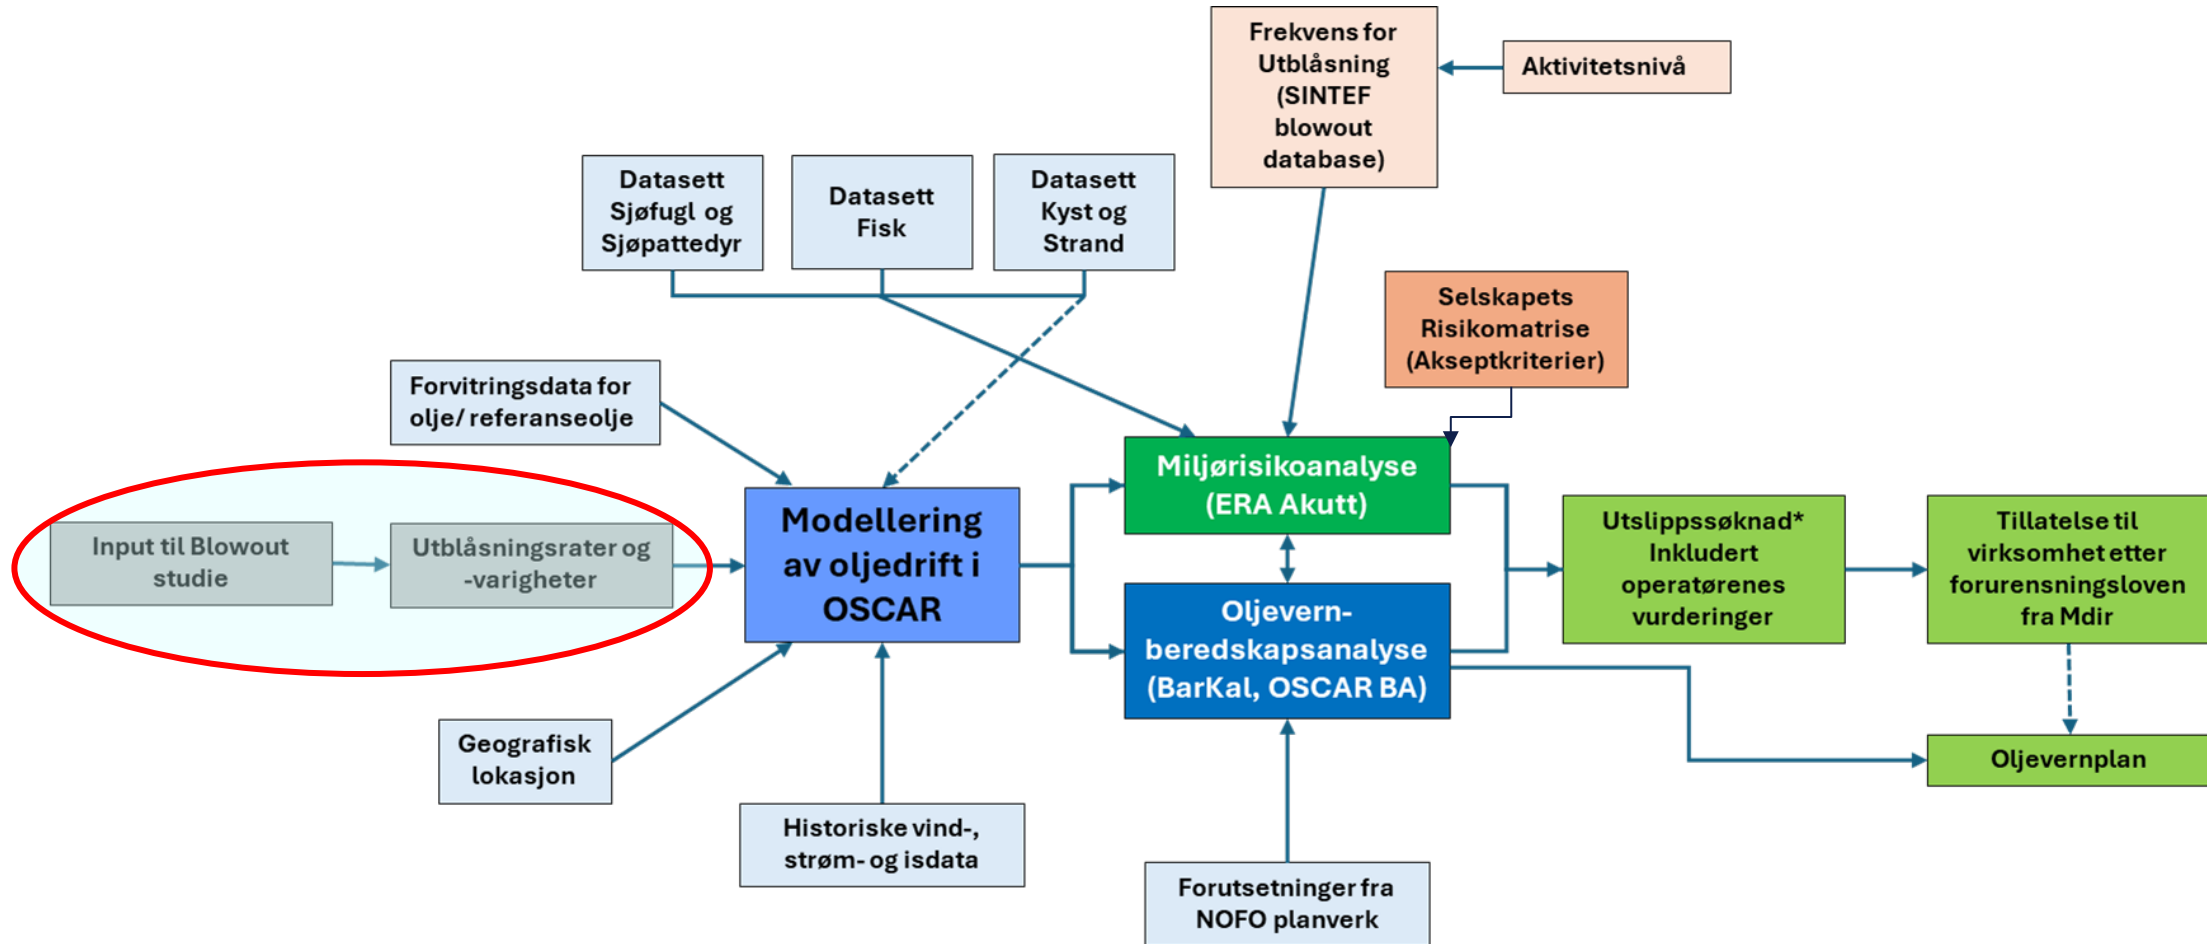 Frekvens for
Utblåsning
(SINTEF
blowout
database)
Aktivitetsnivå
Datasett
Sjøfugl og
Sjøpattedyr
Datasett
Fisk
Datasett
Kyst og
Strand
Selskapets
Risikomatrise
(Akseptkriterier)
Forvitringsdata for
olje/ referanseolje
Input til Blowout
studie
Utblåsningsrater og
-varigheter
Modellering
av oljedrift i
OSCAR
Miljørisikoanalyse
(ERA Akutt)
Oljevern-
beredskapsanalyse
(BarKal, OSCAR BA)
Utslippssøknad*
Inkludert
operatørenes
vurderinger
Tillatelse til
virksomhet etter
forurensningsloven
fra Mdir
Geografisk
lokasjon
Historiske vind-,
strøm- og isdata
Oljevernplan
Forutsetninger fra
NOFO planverk